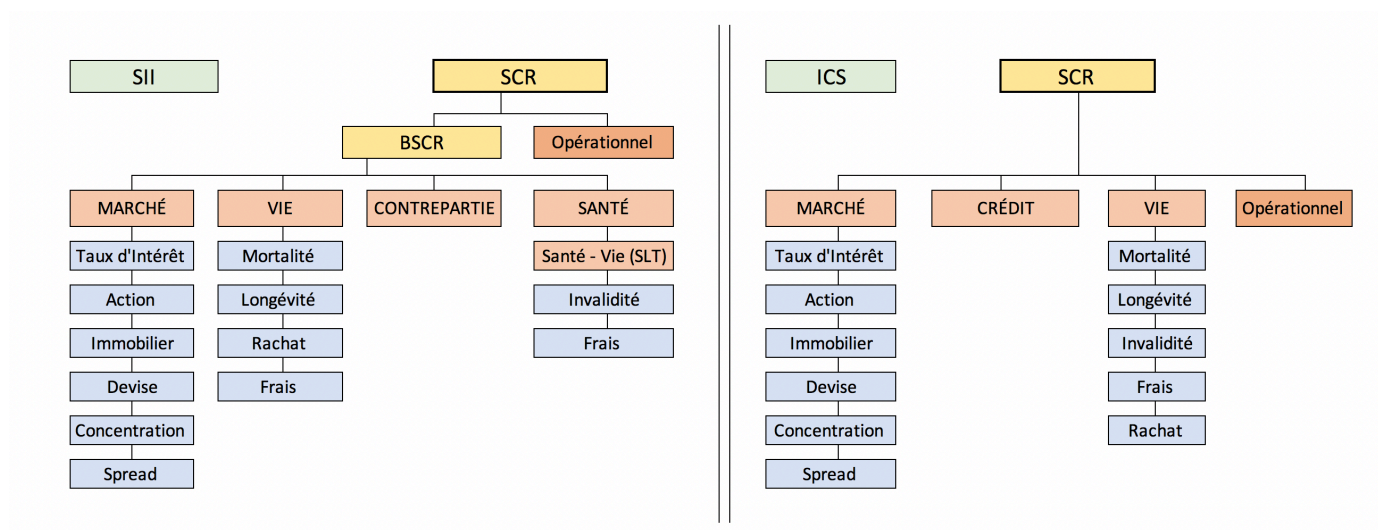 SII
SCR
BSCR
Opérationnel
MARCHÉ
VIE
CONTREPARTIE
SANTÉ
Taux d'Intérêt
Mortalité
Santé - Vie (SLT)
Action
Longévité
Invalidité
Immobilier
Rachat
Frais
Devise
Frais
Concentration
Spread
ICS
SCR
MARCHÉ
CRÉDIT
VIE
Opérationnel
Taux d'Intérêt
Mortalité
Action
Longévité
Immobilier
Invalidité
Devise
Frais
Concentration
Rachat
Spread